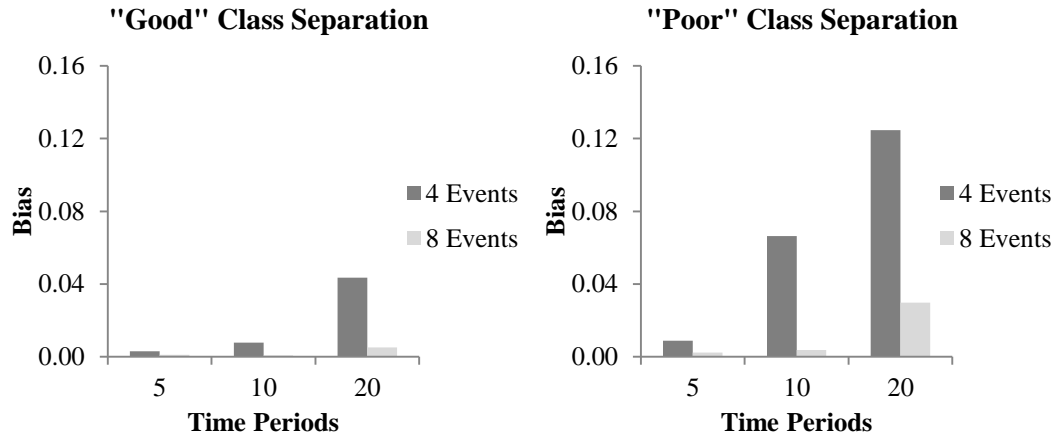 "Good" Class Separation
0.16
0.12
0.08
0.04
0.00
Bias
5 10 20
Time Periods
4 Events
8 Events
"Poor" Class Separation
0.16
0.12
0.08
0.04
0.00
Bias
5 10 20
Time Periods
4 Events
8 Events